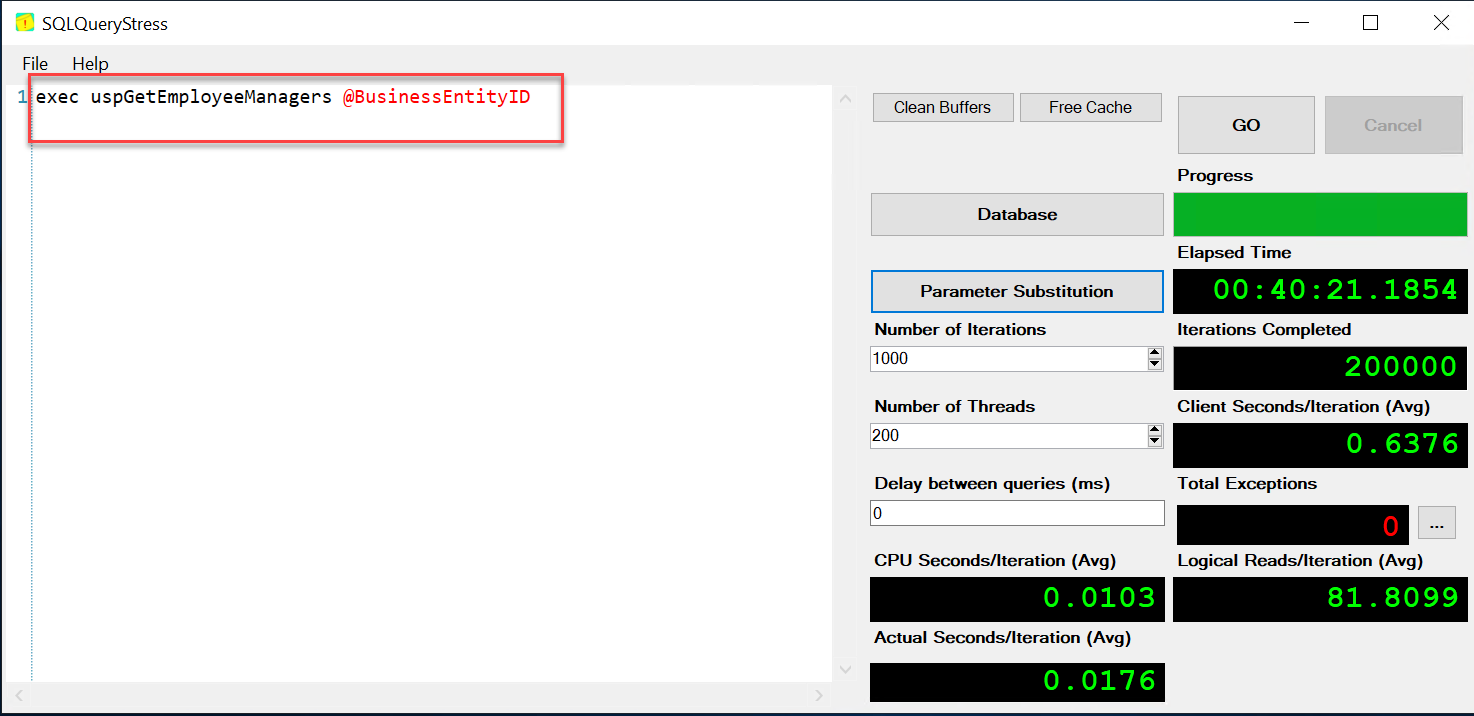 SQLQueryStress
File Help
1 exec uspGetEmployeeManagers @BusinessEntityID
Clean Buffers Free Cache
GO Cancel
Progress
Database
Elapsed Time
00:40:21.1854
Parameter Substitution
Number of Iterations
1000
Iterations Completed
200000
Number of Threads
200
Client Seconds/Iteration (Avg)
0.6376
Delay between queries (ms)
0
Total Exceptions
0 ...
CPU Seconds/Iteration (Avg)
0.0103
Logical Reads/Iteration (Avg)
81.8099
Actual Seconds/Iteration (Avg)
0.0176